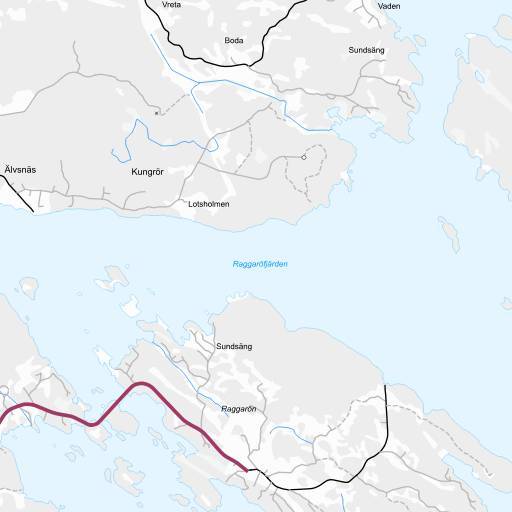 Vreta
Vaden
Boda
Sundsäng
Älvsnäs
Kungrör
Lotsholmen
Raggaröfjärden
Sundsäng
Raggarön